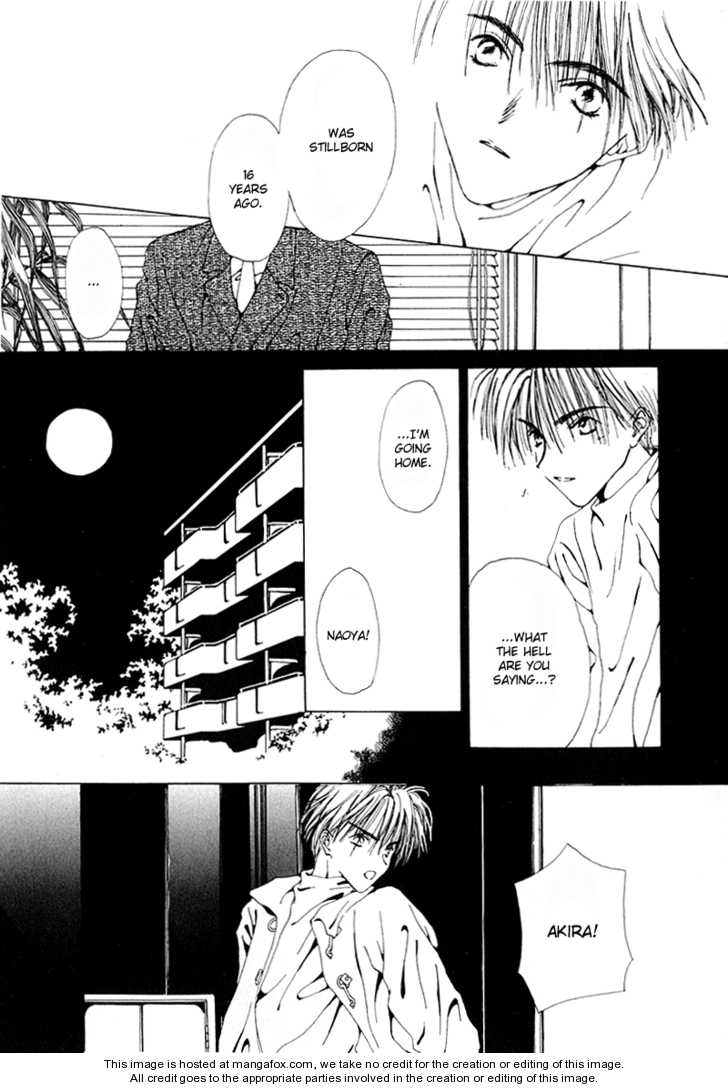 WAS
STILLBORN
16
YEARS
AGO.
...
...WHAT
THE HELL
ARE YOU
SAYING...?
...I'M
GOING
HOME.
NAOYA!
AKIRA!
This image is hosted at mangafox.com, we take no credit for the creation or editing of this image.
All credit goes to the appropriate parties involved in the creation or editing of this image.